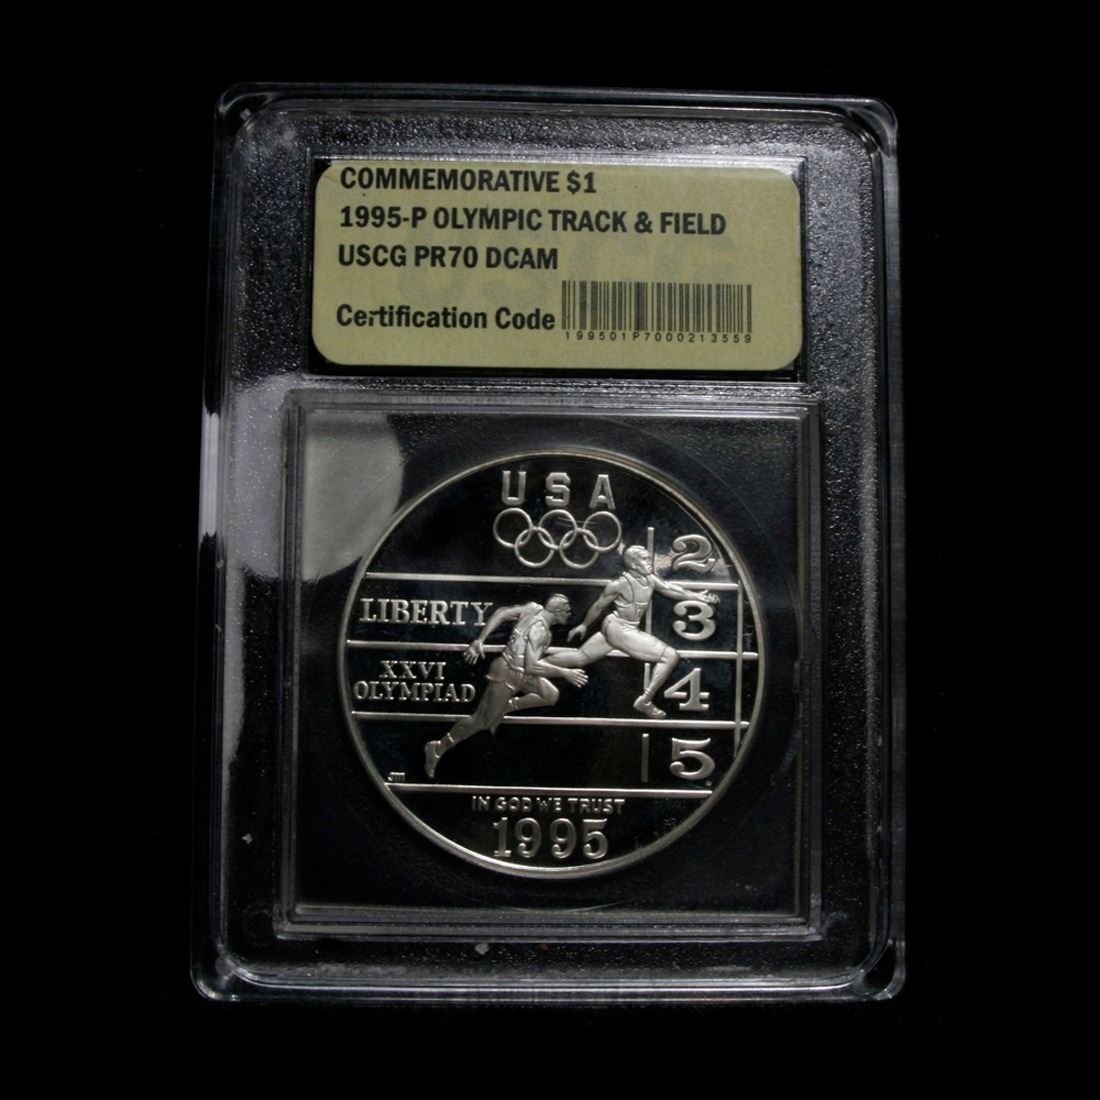 COMMEMORATIVE $1
1995-P OLYMPIC TRACK & FIELD
USCG PR70 DCAM
Certification Code
199501P7000213559
USA
2
LIBERTY
3
XXVI
OLYMPIAD
4
5
JM
IN GOD WE TRUST
1995